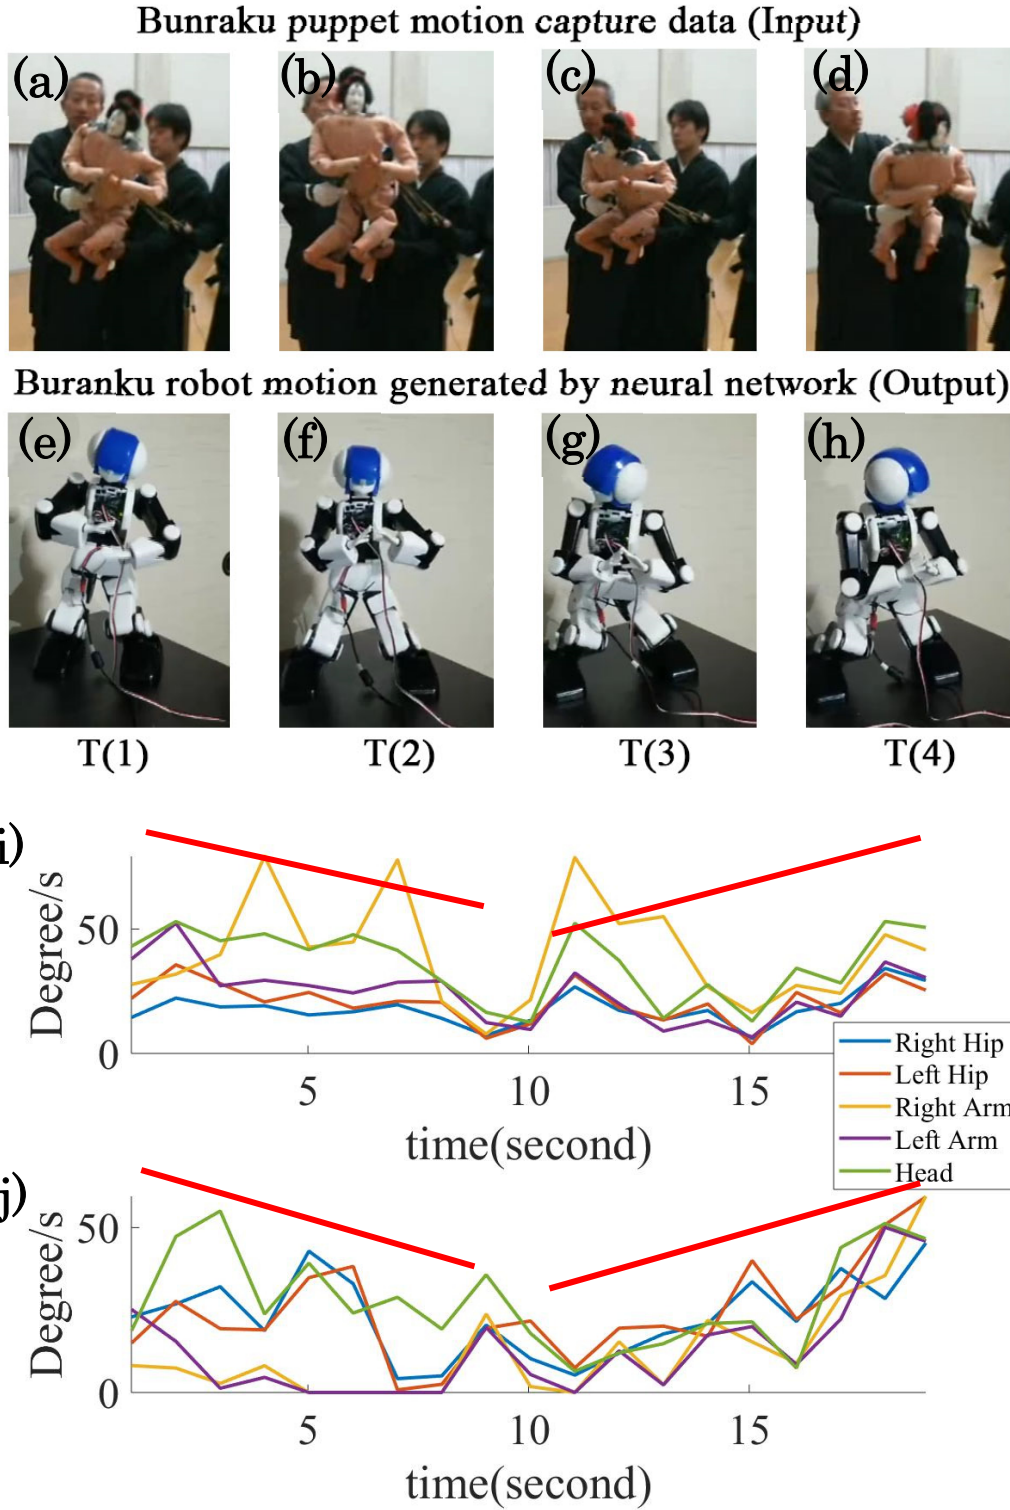 Bunraku puppet motion capture data (Input)
(a) (b) (c) (d)
Buranku robot motion generated by neural network (Output)
(e) (f) (g) (h)
T(1) T(2) T(3) T(4)
i)
Degree/s
50
0
5 10 15
time(second)
Right Hip
Left Hip
Right Arm
Left Arm
Head
j)
Degree/s
50
0
5 10 15
time(second)